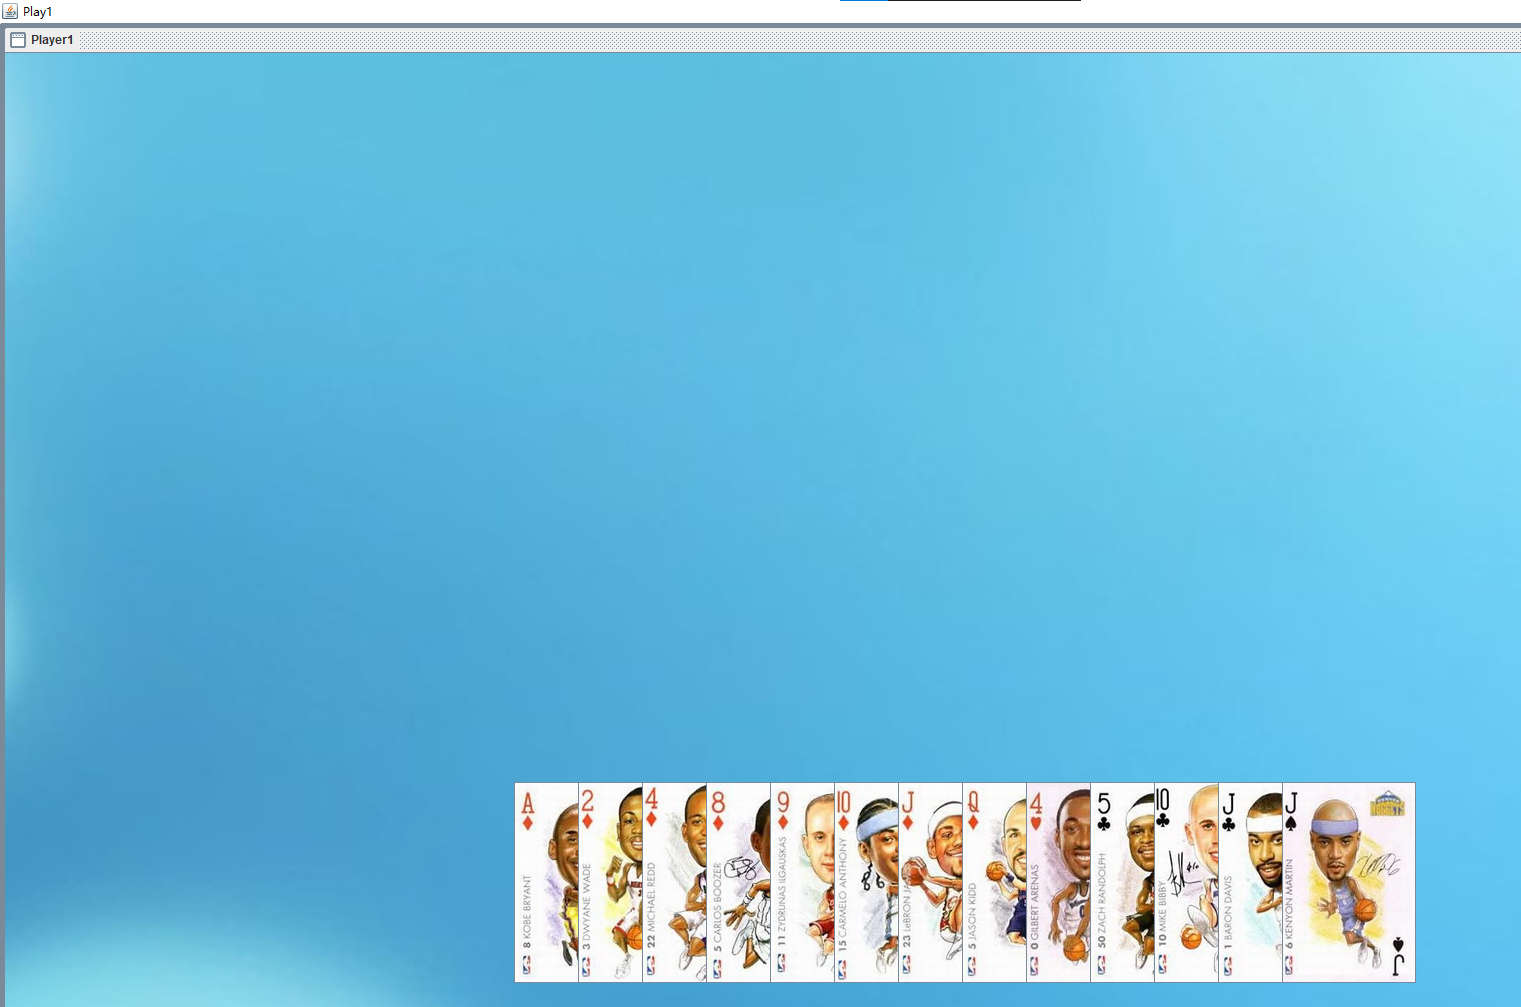 Play1
Player1
A
8 KOBE BRYANT
2
3 DWYANE WADE
4
22 MICHAEL REDD
8
5 CARLOS BOOZER
9
11 ZYDRUNAS ILGAUSKAS
10
15 CARMELO ANTHONY
J
23 LeBRON JA
Q
5 JASON KIDD
4
0 GILBERT ARENAS
5
50 ZACH RANDOLPH
10
10 MIKE BIBBY
J
1 BARON DAVIS
J
6 KENYON MARTIN
NUGGETS
J